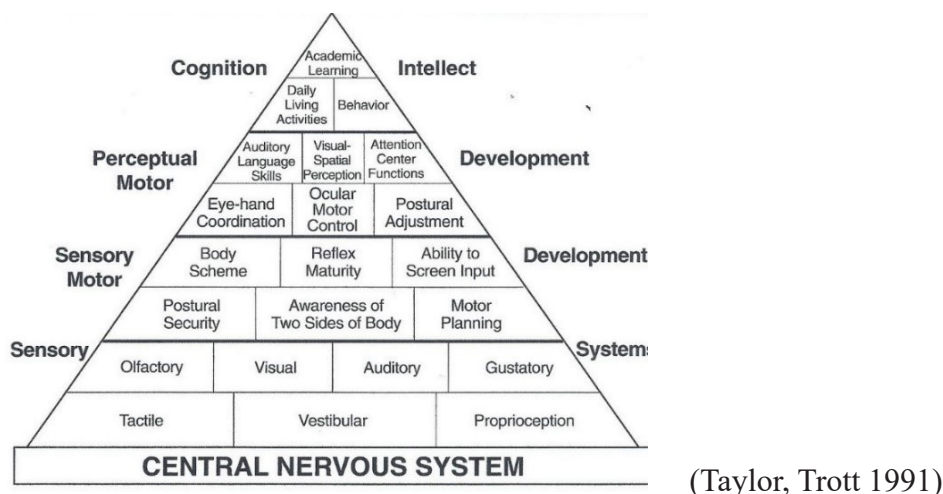 Academic
Learning
Cognition
Intellect
Daily
Living
Activities
Behavior
Perceptual
Motor
Auditory
Language
Skills
Visual-
Spatial
Perception
Attention
Center
Functions
Development
Eye-hand
Coordination
Ocular
Motor
Control
Postural
Adjustment
Sensory
Motor
Body
Scheme
Reflex
Maturity
Ability to
Screen Input
Development
Postural
Security
Awareness of
Two Sides of Body
Motor
Planning
Sensory
Olfactory
Visual
Auditory
Gustatory
Systems
Tactile
Vestibular
Proprioception
CENTRAL NERVOUS SYSTEM
(Taylor, Trott 1991)